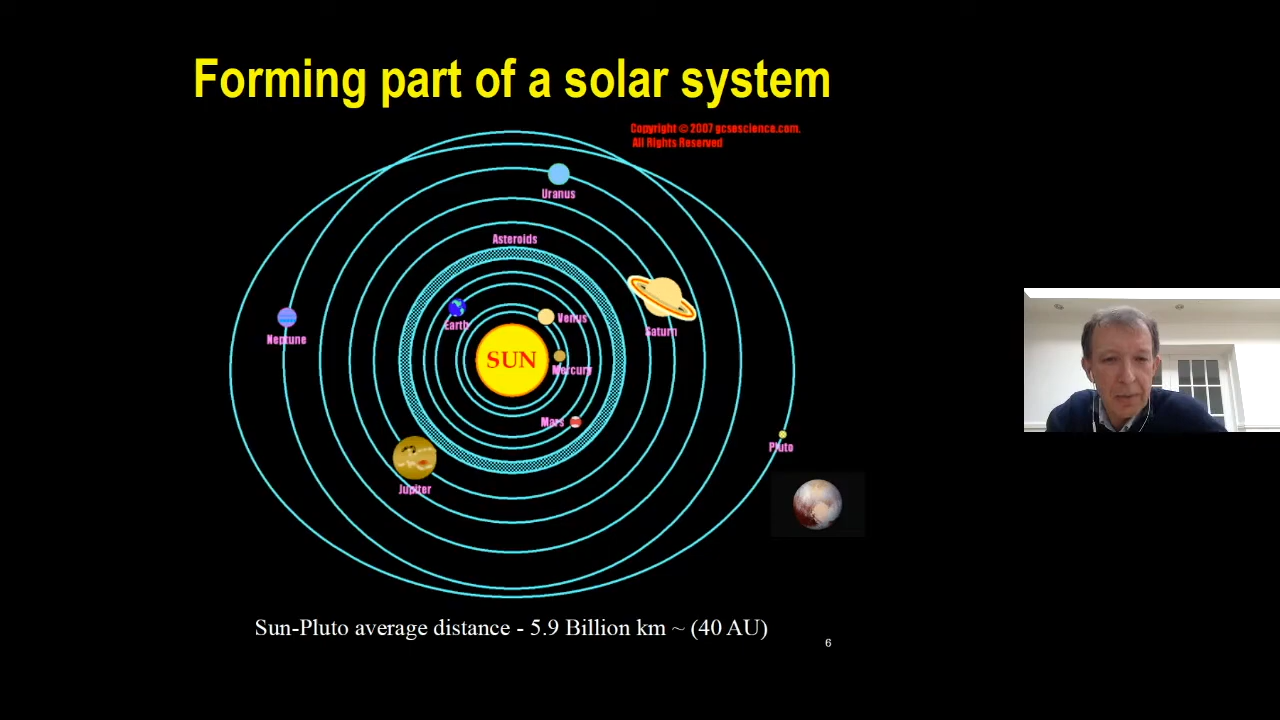 Forming part of a solar system
Copyright © 2007 gcsescience.com.
All Rights Reserved
Uranus
Asteroids
Earth
Venus
Saturn
Neptune
SUN
Mercury
Mars
Pluto
Jupiter
Sun-Pluto average distance - 5.9 Billion km ~ (40 AU)
6